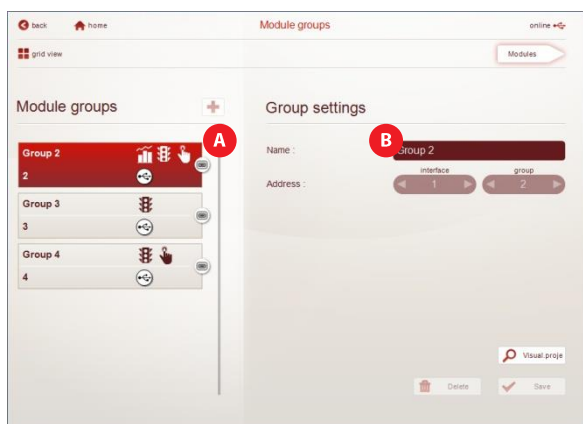 back home Module groups online
grid view Modules
Module groups Group settings
A B
Group 2 Name : Group 2
2 interface group
Address : 1 2
Group 3
3
Group 4
4
Visual.proje
Delete Save